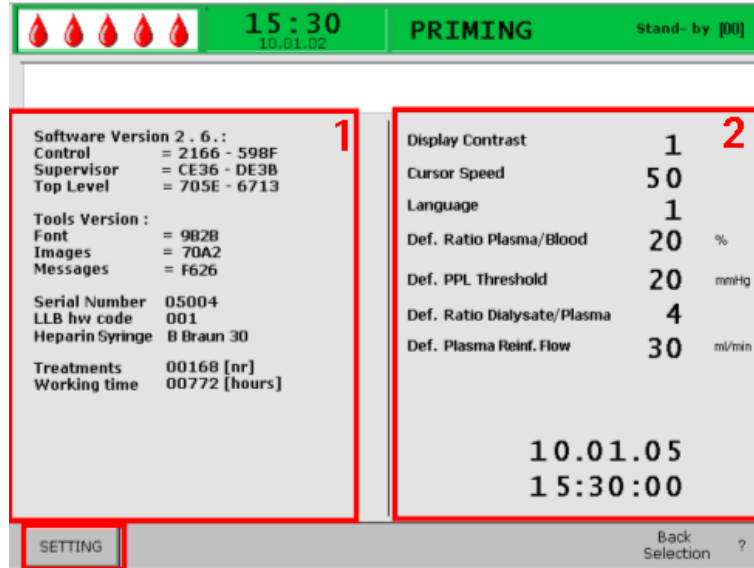 15:30
10.01.02
PRIMING
Stand- by [00]
1
Software Version 2 . 6 . :
Control = 2166 - 598F
Supervisor = CE36 - DE3B
Top Level = 705E - 6713
Tools Version :
Font = 9B2B
Images = 70A2
Messages = F626
Serial Number 05004
LLB hw code 001
Heparin Syringe B Braun 30
Treatments 00168 [nr]
Working time 00772 [hours]
2
Display Contrast 1
Cursor Speed 50
Language 1
Def. Ratio Plasma/Blood 20 %
Def. PPL Threshold 20 mmHg
Def. Ratio Dialysate/Plasma 4
Def. Plasma Reinf. Flow 30 ml/min
10.01.05
15:30:00
SETTING
Back
Selection
?